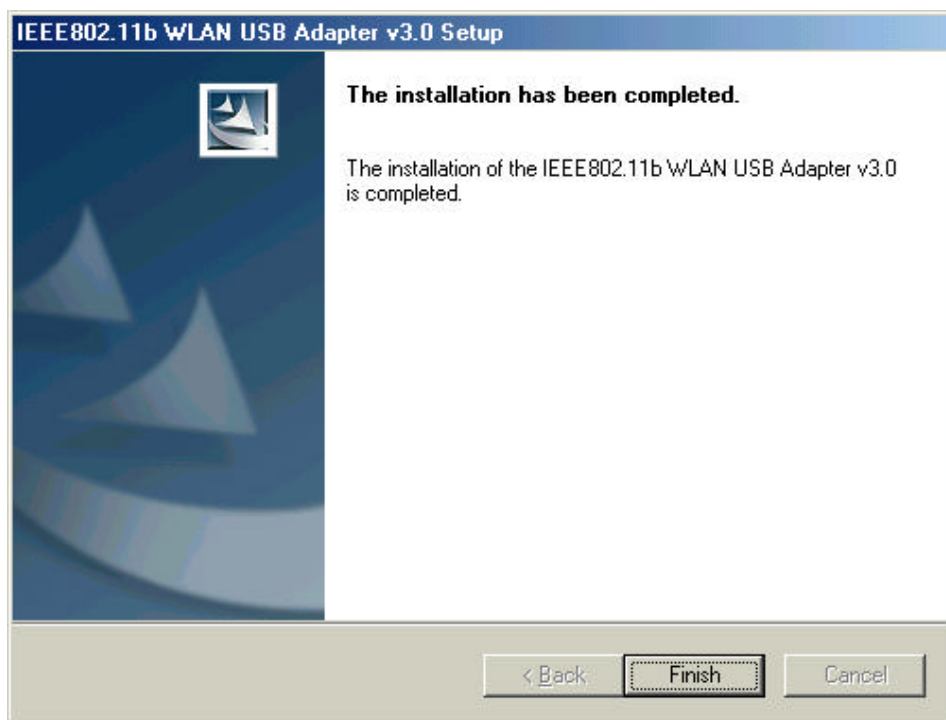 IEEE802.11b WLAN USB Adapter v3.0 Setup
The installation has been completed.
The installation of the IEEE802.11b WLAN USB Adapter v3.0
is completed.
< Back
Finish
Cancel